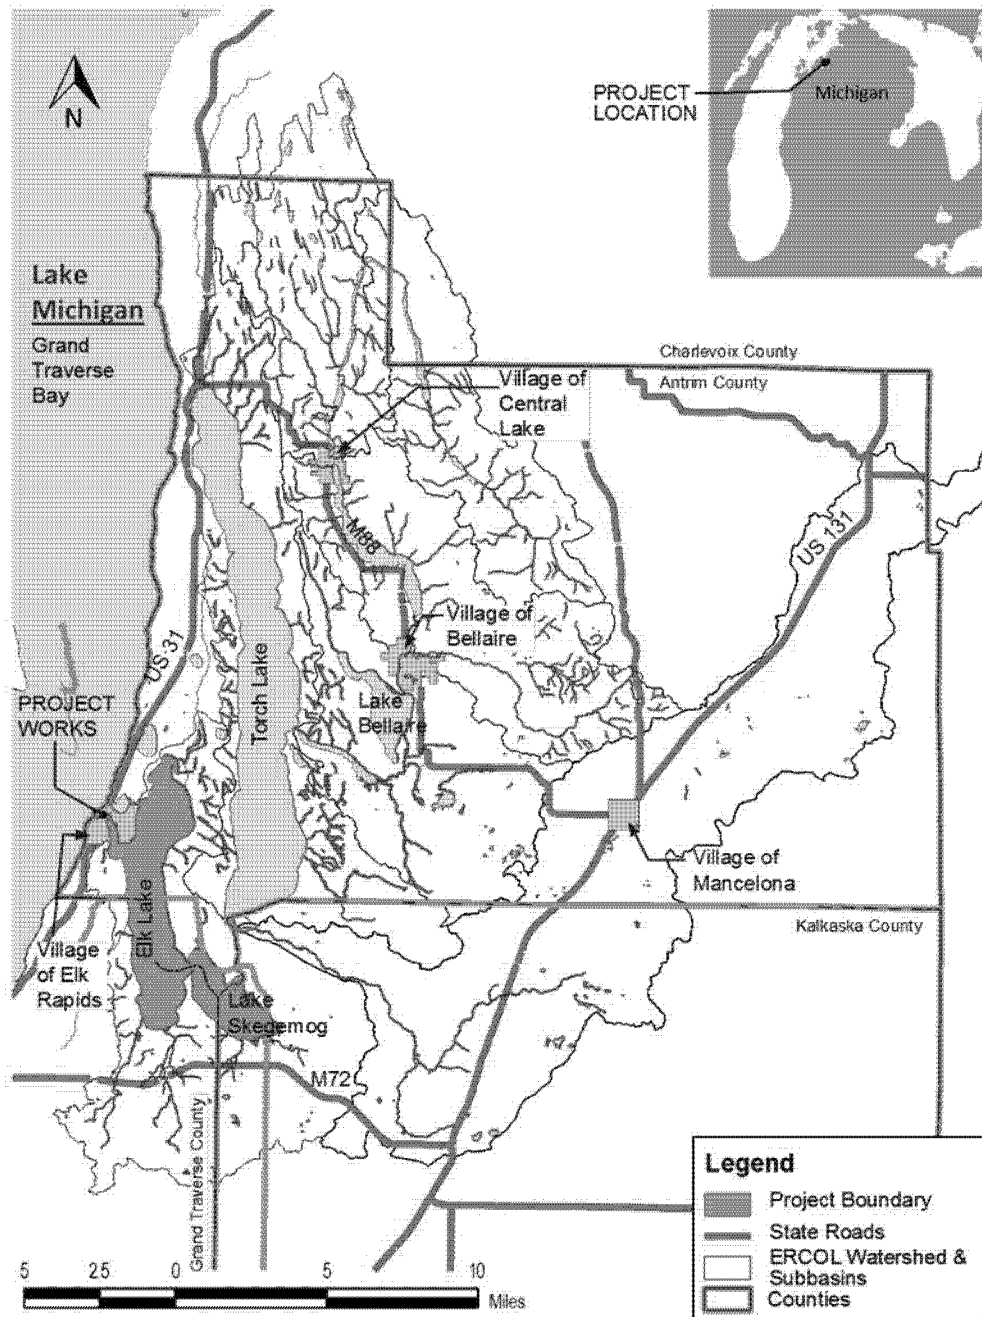 N
PROJECT
LOCATION
Michigan
Lake
Michigan
Grand
Traverse
Bay
Charlevoix County
Antrim County
Village of
Central
Lake
M88
US 131
Village of
Bellaire
US 31
Torch Lake
Lake
Bellaire
PROJECT
WORKS
Village of
Mancelona
Elk Lake
Kalkaska County
Village
of Elk
Rapids
Lake
Skegemog
M72
Grand Traverse County
Legend
Project Boundary
State Roads
ERCOL Watershed &
Subbasins
Counties
5 2.5 0 5 10
Miles